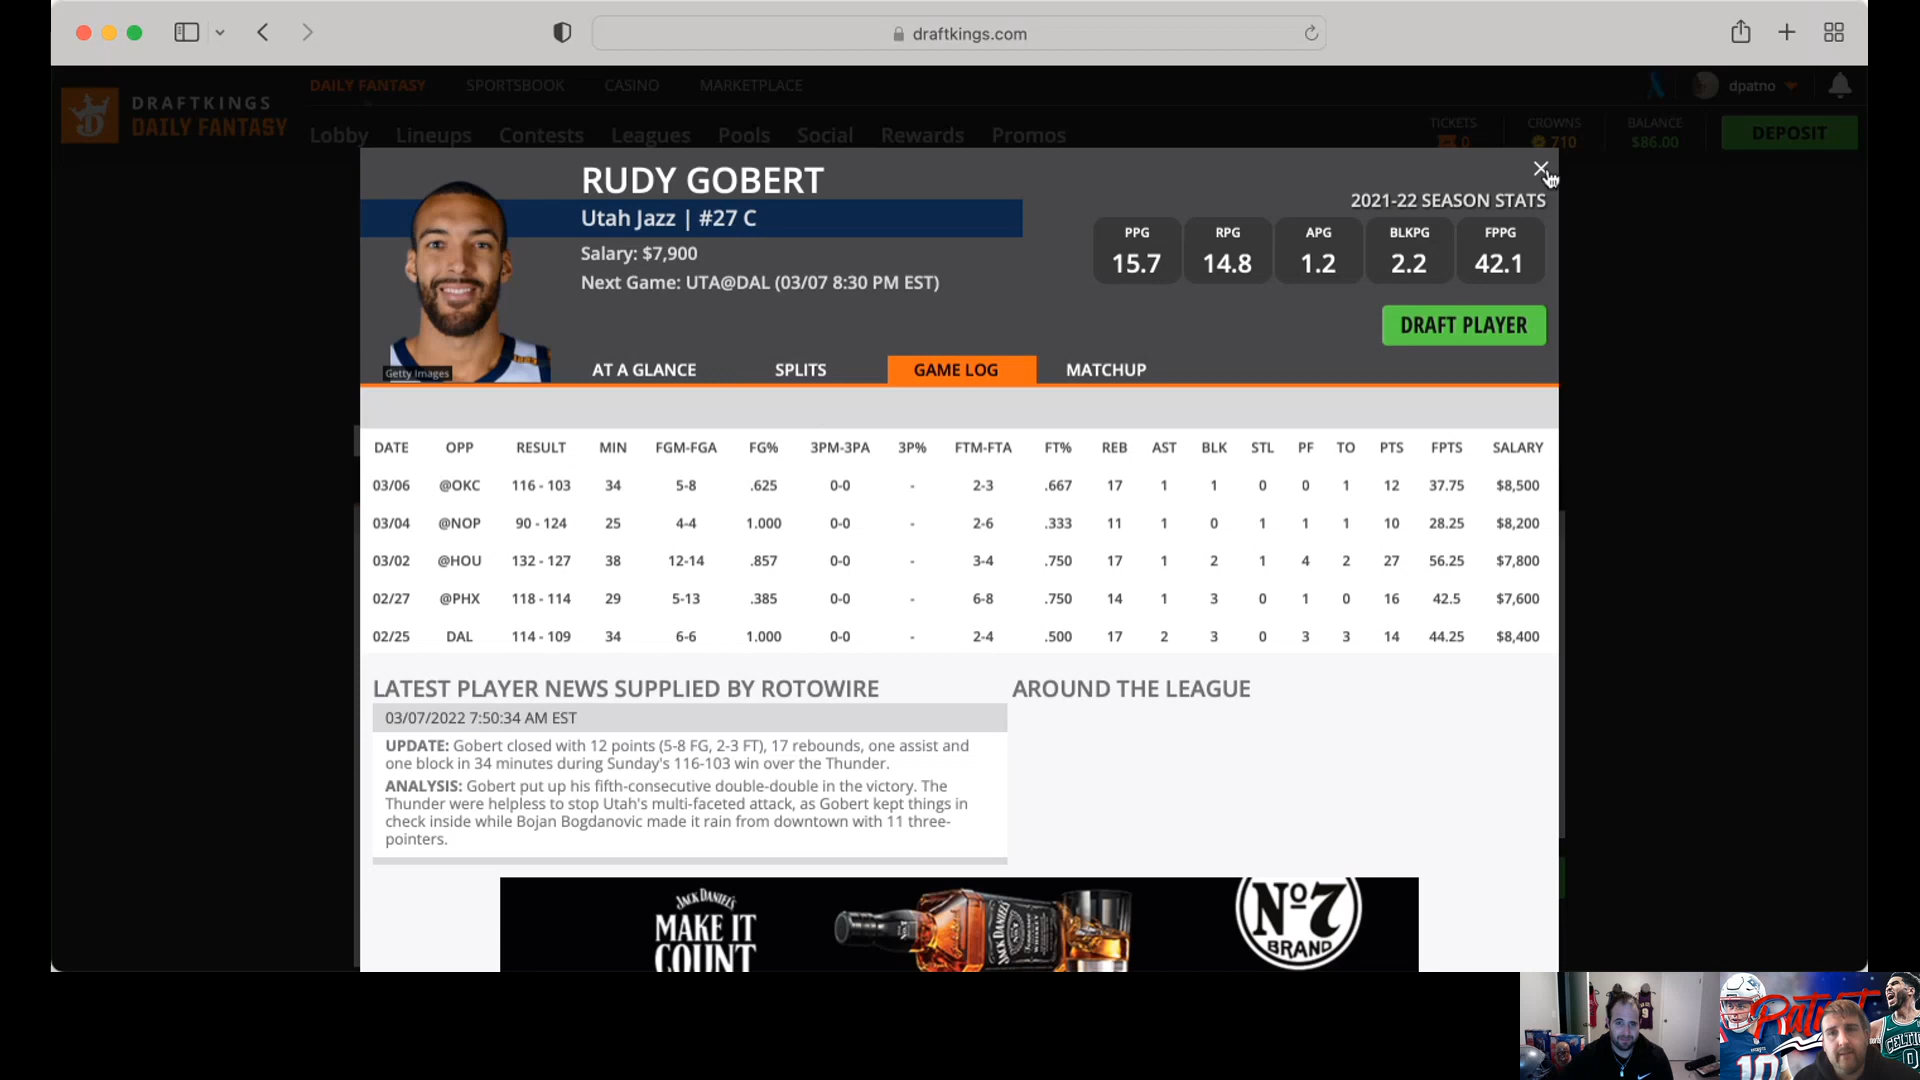 draftkings.com
DRAFTKINGS
DAILY FANTASY
DAILY FANTASY SPORTSBOOK CASINO MARKETPLACE
dpatno
Lobby Lineups Contests Leagues Pools Social Rewards Promos
TICKETS CROWNS BALANCE
0 710 $86.00
DEPOSIT
RUDY GOBERT
Utah Jazz | #27 C
Salary: $7,900
Next Game: UTA@DAL (03/07 8:30 PM EST)
2021-22 SEASON STATS
PPG RPG APG BLKPG FPPG
15.7 14.8 1.2 2.2 42.1
DRAFT PLAYER
Getty Images
AT A GLANCE SPLITS GAME LOG MATCHUP
DATE OPP RESULT MIN FGM-FGA FG% 3PM-3PA 3P% FTM-FTA FT% REB AST BLK STL PF TO PTS FPTS SALARY
03/06 @OKC 116 - 103 34 5-8 .625 0-0 - 2-3 .667 17 1 1 0 0 1 12 37.75 $8,500
03/04 @NOP 90 - 124 25 4-4 1.000 0-0 - 2-6 .333 11 1 0 1 1 1 10 28.25 $8,200
03/02 @HOU 132 - 127 38 12-14 .857 0-0 - 3-4 .750 17 1 2 1 4 2 27 56.25 $7,800
02/27 @PHX 118 - 114 29 5-13 .385 0-0 - 6-8 .750 14 1 3 0 1 0 16 42.5 $7,600
02/25 DAL 114 - 109 34 6-6 1.000 0-0 - 2-4 .500 17 2 3 0 3 3 14 44.25 $8,400
LATEST PLAYER NEWS SUPPLIED BY ROTOWIRE
AROUND THE LEAGUE
03/07/2022 7:50:34 AM EST
UPDATE: Gobert closed with 12 points (5-8 FG, 2-3 FT), 17 rebounds, one assist and
one block in 34 minutes during Sunday's 116-103 win over the Thunder.
ANALYSIS: Gobert put up his fifth-consecutive double-double in the victory. The
Thunder were helpless to stop Utah's multi-faceted attack, as Gobert kept things in
check inside while Bojan Bogdanovic made it rain from downtown with 11 three-
pointers.
JACK DANIEL'S
MAKE IT
COUNT
Nº7
BRAND